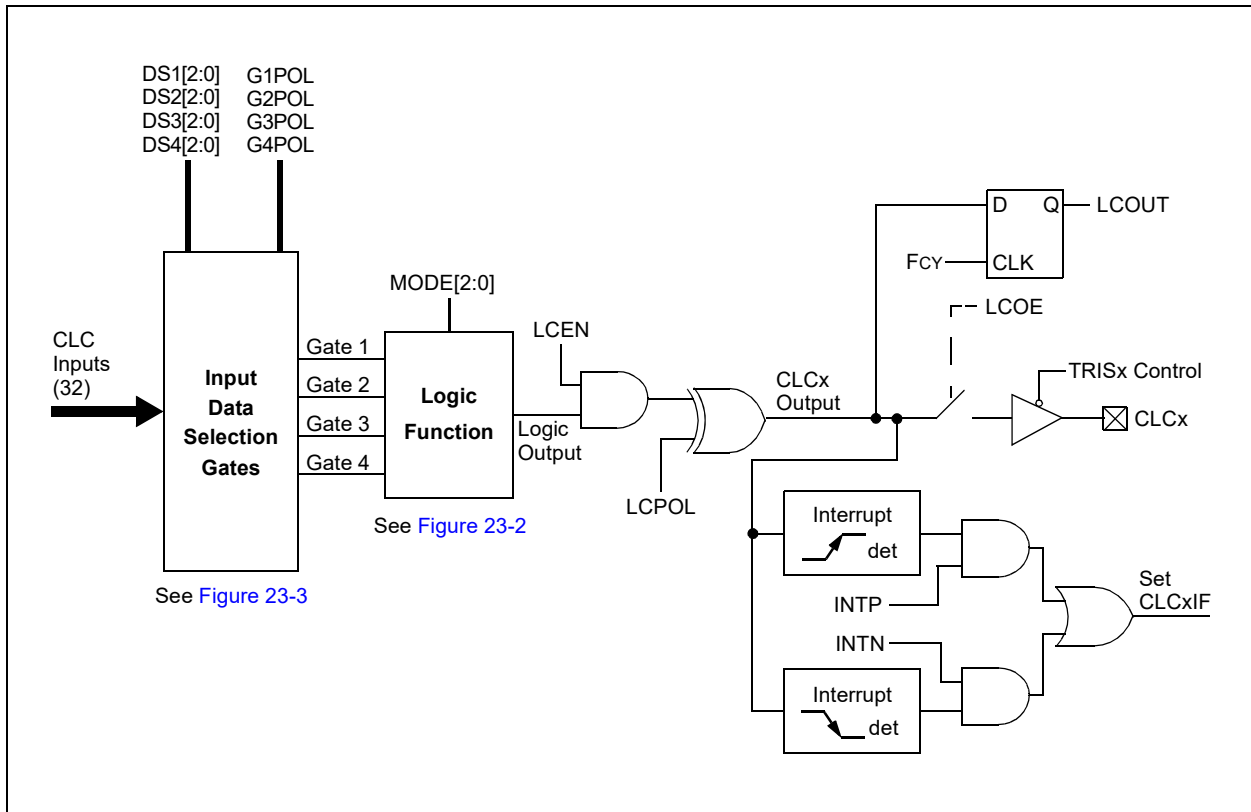 DS1[2:0] G1POL
DS2[2:0] G2POL
DS3[2:0] G3POL
DS4[2:0] G4POL
D Q LCOUT
FCY CLK
MODE[2:0]
LCOE
CLC
Inputs
(32)
LCEN
TRISx Control
Input
Data
Selection
Gates
Gate 1
Gate 2
Gate 3
Gate 4
Logic
Function
Logic
Output
CLCx
Output
CLCx
LCPOL
See Figure 23-2
See Figure 23-3
Interrupt
det
INTP
INTN
Interrupt
det
Set
CLCxIF